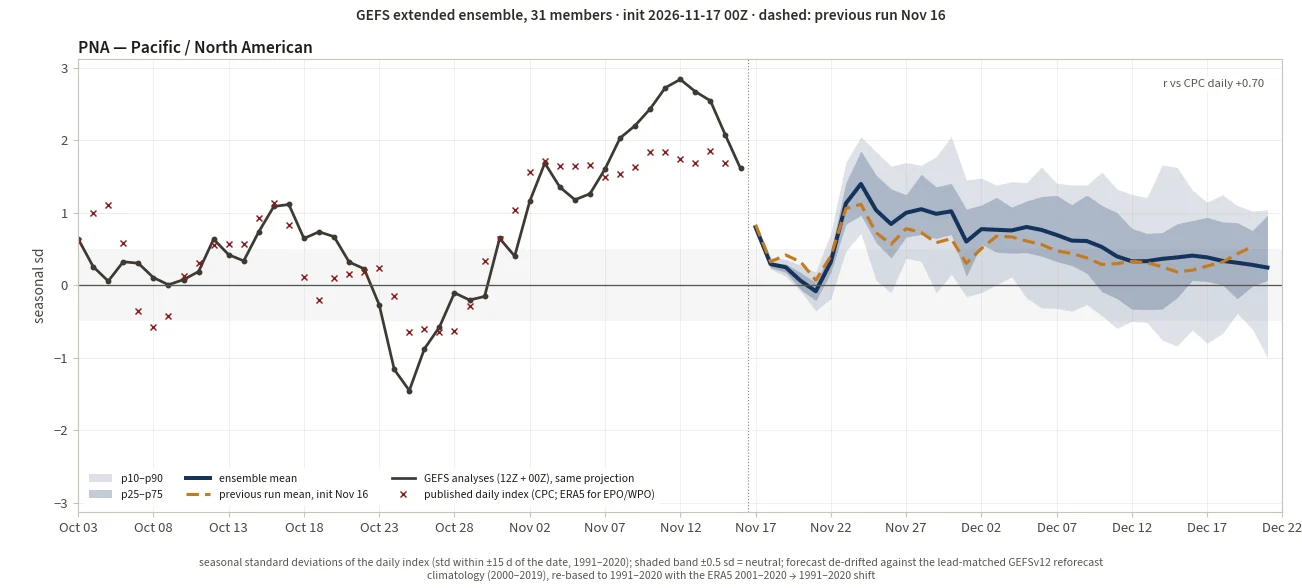 GEFS extended ensemble, 31 members · init 2026-11-17 00Z · dashed: previous run Nov 16
PNA — Pacific / North American
r vs CPC daily +0.70
3
2
1
0
−1
−2
−3
seasonal sd
p10–p90
ensemble mean
GEFS analyses (12Z + 00Z), same projection
p25–p75
previous run mean, init Nov 16
published daily index (CPC; ERA5 for EPO/WPO)
Oct 03
Oct 08
Oct 13
Oct 18
Oct 23
Oct 28
Nov 02
Nov 07
Nov 12
Nov 17
Nov 22
Nov 27
Dec 02
Dec 07
Dec 12
Dec 17
Dec 22
seasonal standard deviations of the daily index (std within ±15 d of the date, 1991–2020); shaded band ±0.5 sd = neutral; forecast de-drifted against the lead-matched GEFSv12 reforecast
climatology (2000–2019), re-based to 1991–2020 with the ERA5 2001–2020 → 1991–2020 shift